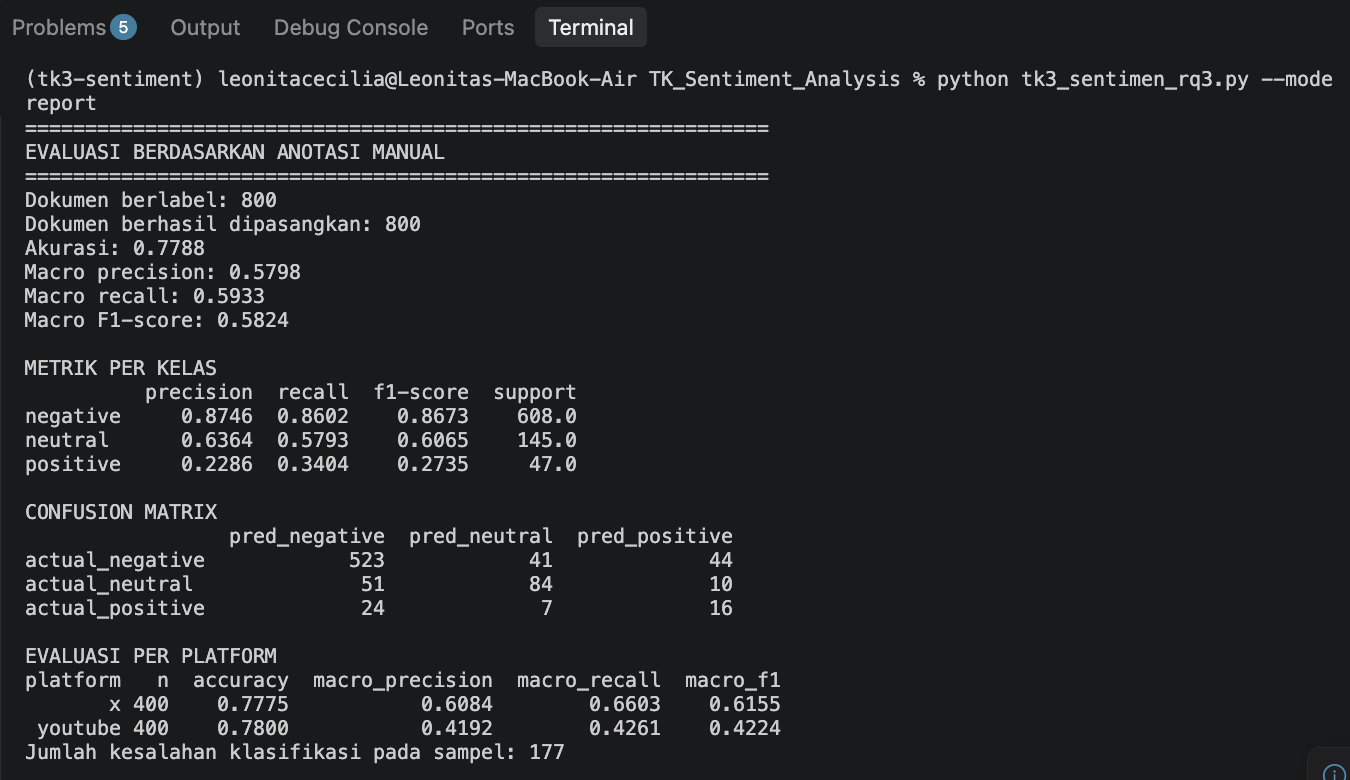 Problems 5 Output Debug Console Ports Terminal
(tk3-sentiment) leonitacecilia@Leonitas-MacBook-Air TK_Sentiment_Analysis % python tk3_sentimen_rq3.py --mode
report
==============================================================
EVALUASI BERDASARKAN ANOTASI MANUAL
==============================================================
Dokumen berlabel: 800
Dokumen berhasil dipasangkan: 800
Akurasi: 0.7788
Macro precision: 0.5798
Macro recall: 0.5933
Macro F1-score: 0.5824
METRIK PER KELAS
precision recall f1-score support
negative 0.8746 0.8602 0.8673 608.0
neutral 0.6364 0.5793 0.6065 145.0
positive 0.2286 0.3404 0.2735 47.0
CONFUSION MATRIX
pred_negative pred_neutral pred_positive
actual_negative 523 41 44
actual_neutral 51 84 10
actual_positive 24 7 16
EVALUASI PER PLATFORM
platform n accuracy macro_precision macro_recall macro_f1
x 400 0.7775 0.6084 0.6603 0.6155
youtube 400 0.7800 0.4192 0.4261 0.4224
Jumlah kesalahan klasifikasi pada sampel: 177